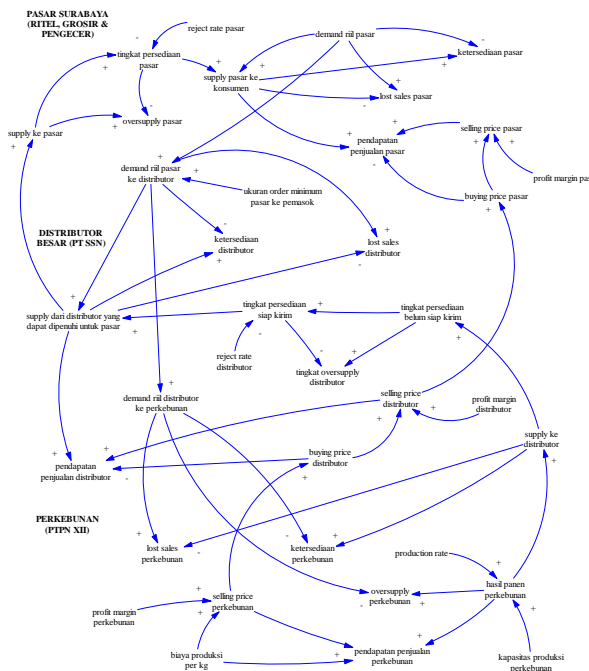 PASAR SURABAYA
(RITEL, GROSIR &
PENGECER)
reject rate pasar
demand riil pasar
tingkat persediaan
pasar
ketersediaan pasar
supply pasar ke
konsumen
lost sales pasar
oversupply pasar
supply ke pasar
selling price pasar
pendapatan
penjualan pasar
demand riil pasar
ke distributor
profit margin pas
ukuran order minimum
pasar ke pemasok
buying price pasar
DISTRIBUTOR
BESAR (PT SSN)
ketersediaan
distributor
lost sales
distributor
supply dari distributor yang
dapat dipenuhi untuk pasar
tingkat persediaan
siap kirim
tingkat persediaan
belum siap kirim
reject rate
distributor
tingkat oversupply
distributor
demand riil distributor
ke perkebunan
selling price
distributor
profit margin
distributor
supply ke
distributor
buying price
distributor
pendapatan
penjualan distributor
PERKEBUNAN
(PTPN XII)
lost sales
perkebunan
ketersediaan
perkebunan
production rate
oversupply
perkebunan
hasil panen
perkebunan
selling price
perkebunan
profit margin
perkebunan
biaya produksi
per kg
pendapatan penjualan
perkebunan
kapasitas produksi
perkebunan